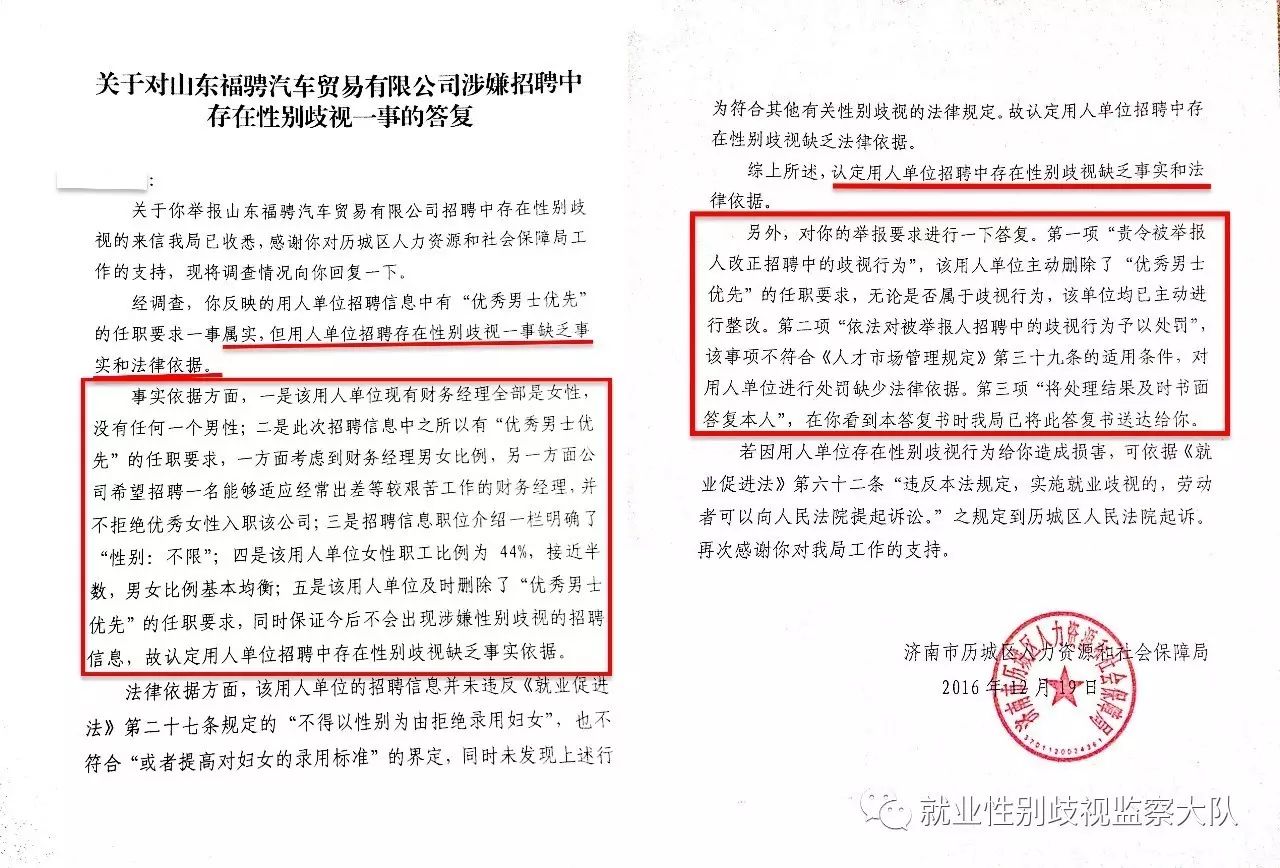 关于对山东福骋汽车贸易有限公司涉嫌招聘中
存在性别歧视一事的答复
：
关于你举报山东福骋汽车贸易有限公司招聘中存在性别歧
视的来信我局已收悉，感谢你对历城区人力资源和社会保障局工
作的支持，现将调查情况向你回复一下。
经调查，你反映的用人单位招聘信息中有“优秀男士优先”
的任职要求一事属实，但用人单位招聘存在性别歧视一事缺乏事
实和法律依据。
事实依据方面，一是该用人单位现有财务经理全部是女性，
没有任何一个男性；二是此次招聘信息中之所以有“优秀男士优
先”的任职要求，一方面考虑到财务经理男女比例，另一方面公
司希望招聘一名能够适应经常出差等较艰苦工作的财务经理，并
不拒绝优秀女性入职该公司；三是招聘信息职位介绍一栏明确了
“性别：不限”；四是该用人单位女性职工比例为 44%，接近半
数，男女比例基本均衡；五是该用人单位及时删除了“优秀男士
优先”的任职要求，同时保证今后不会出现涉嫌性别歧视的招聘
信息，故认定用人单位招聘中存在性别歧视缺乏事实依据。
法律依据方面，该用人单位的招聘信息并未违反《就业促进
法》第二十七条规定的“不得以性别为由拒绝录用妇女”，也不
符合“或者提高对妇女的录用标准”的界定，同时未发现上述行
为符合其他有关性别歧视的法律规定。故认定用人单位招聘中存
在性别歧视缺乏法律依据。
综上所述，认定用人单位招聘中存在性别歧视缺乏事实和法
律依据。
另外，对你的举报要求进行一下答复。第一项“责令被举报
人改正招聘中的歧视行为”，该用人单位主动删除了“优秀男士
优先”的任职要求，无论是否属于歧视行为，该单位均已主动进
行整改。第二项“依法对被举报人招聘中的歧视行为予以处罚”，
该事项不符合《人才市场管理规定》第三十九条的适用条件，对
用人单位进行处罚缺少法律依据。第三项“将处理结果及时书面
答复本人”，在你看到本答复书时我局已将此答复书送达给你。
若因用人单位存在性别歧视行为给你造成损害，可依据《就
业促进法》第六十二条“违反本法规定，实施就业歧视的，劳动
者可以向人民法院提起诉讼。”之规定到历城区人民法院起诉。
再次感谢你对我局工作的支持。
济南市历城区人力资源和社会保障局
2016 年 12 月 19 日
济南市历城区人力资源和社会保障局
3701120024361
就业性别歧视监察大队